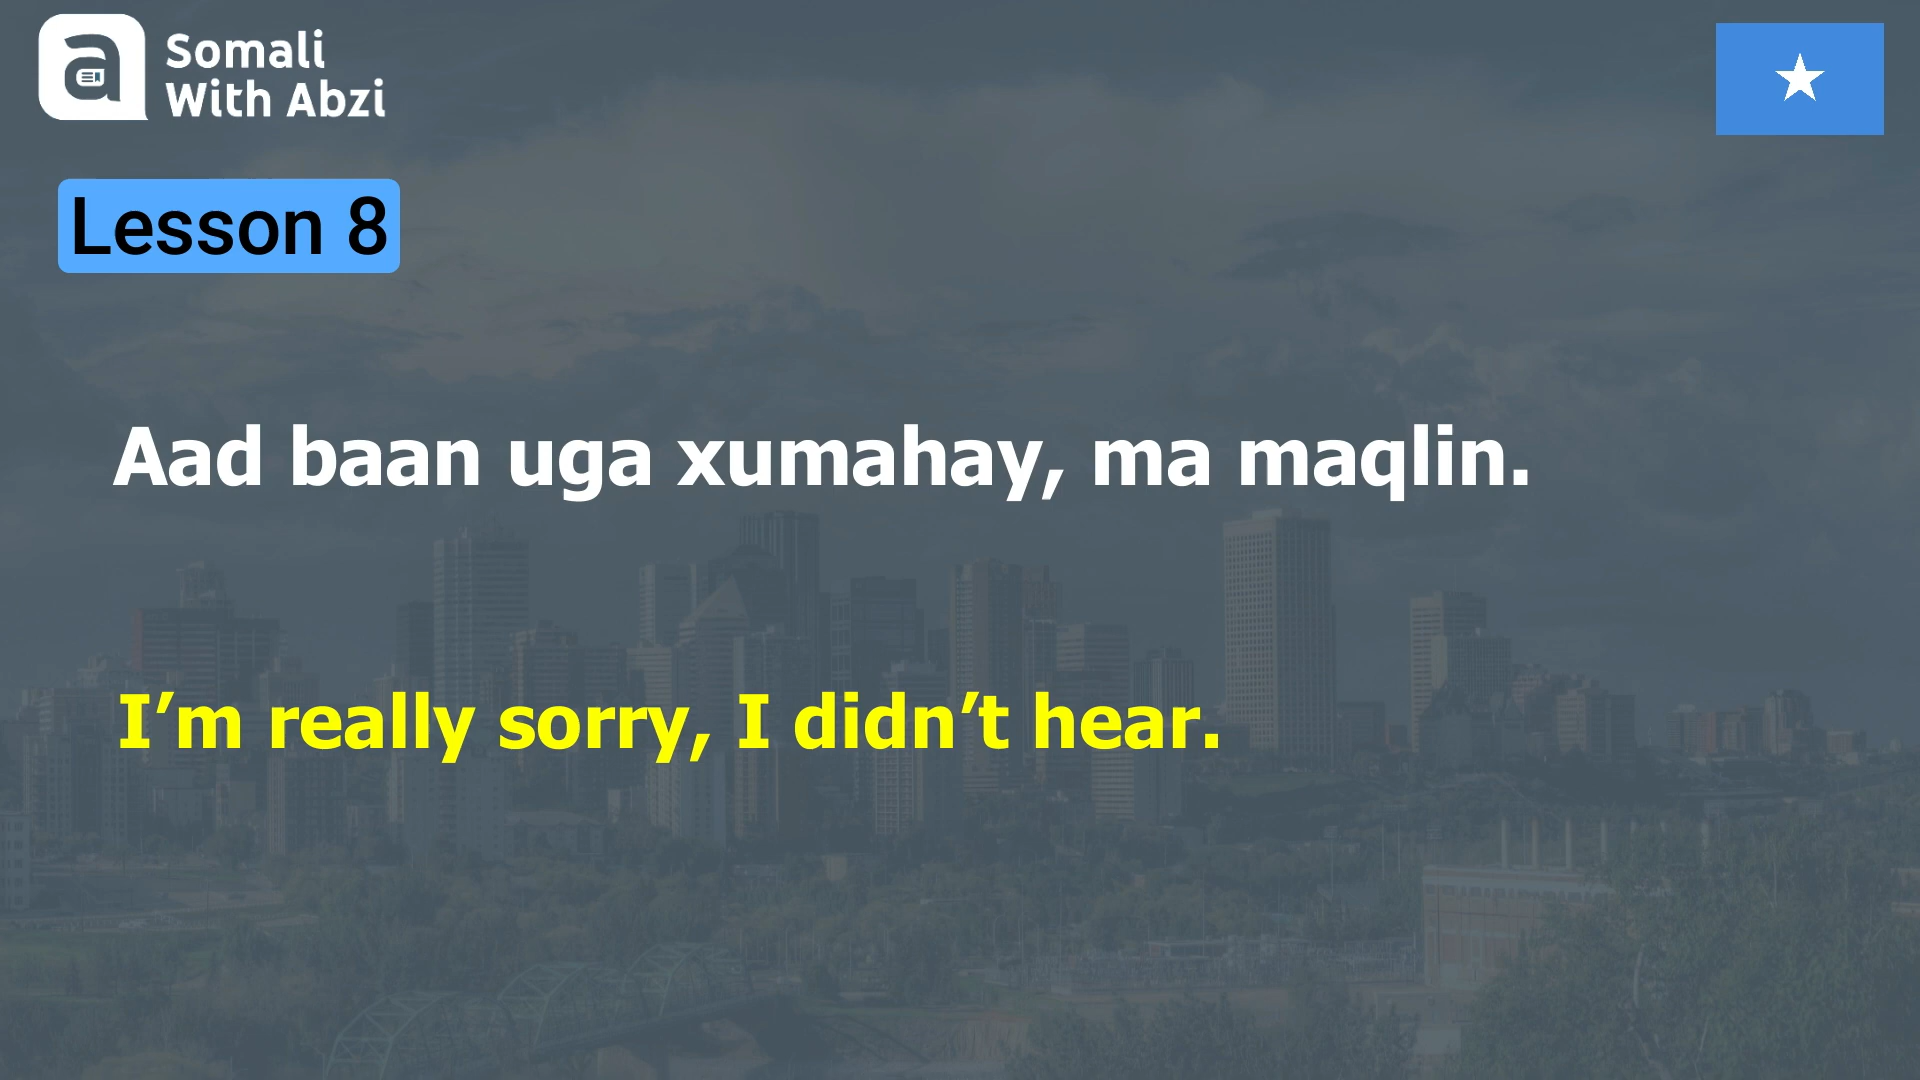 a
Somali
With Abzi
Lesson 8
Aad baan uga xumahay, ma maqlin.
I’m really sorry, I didn’t hear.